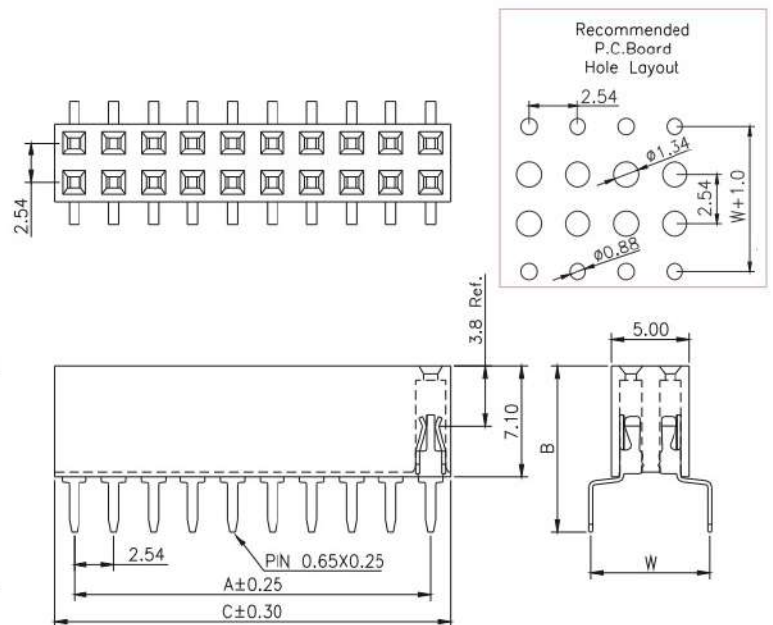 Recommended
P.C.Board
Hole Layout
2.54
ø1.34
2.54
W+1.0
ø0.88
2.54
3.8 Ref.
7.10
5.00
B
W
2.54
PIN 0.65X0.25
A±0.25
C±0.30